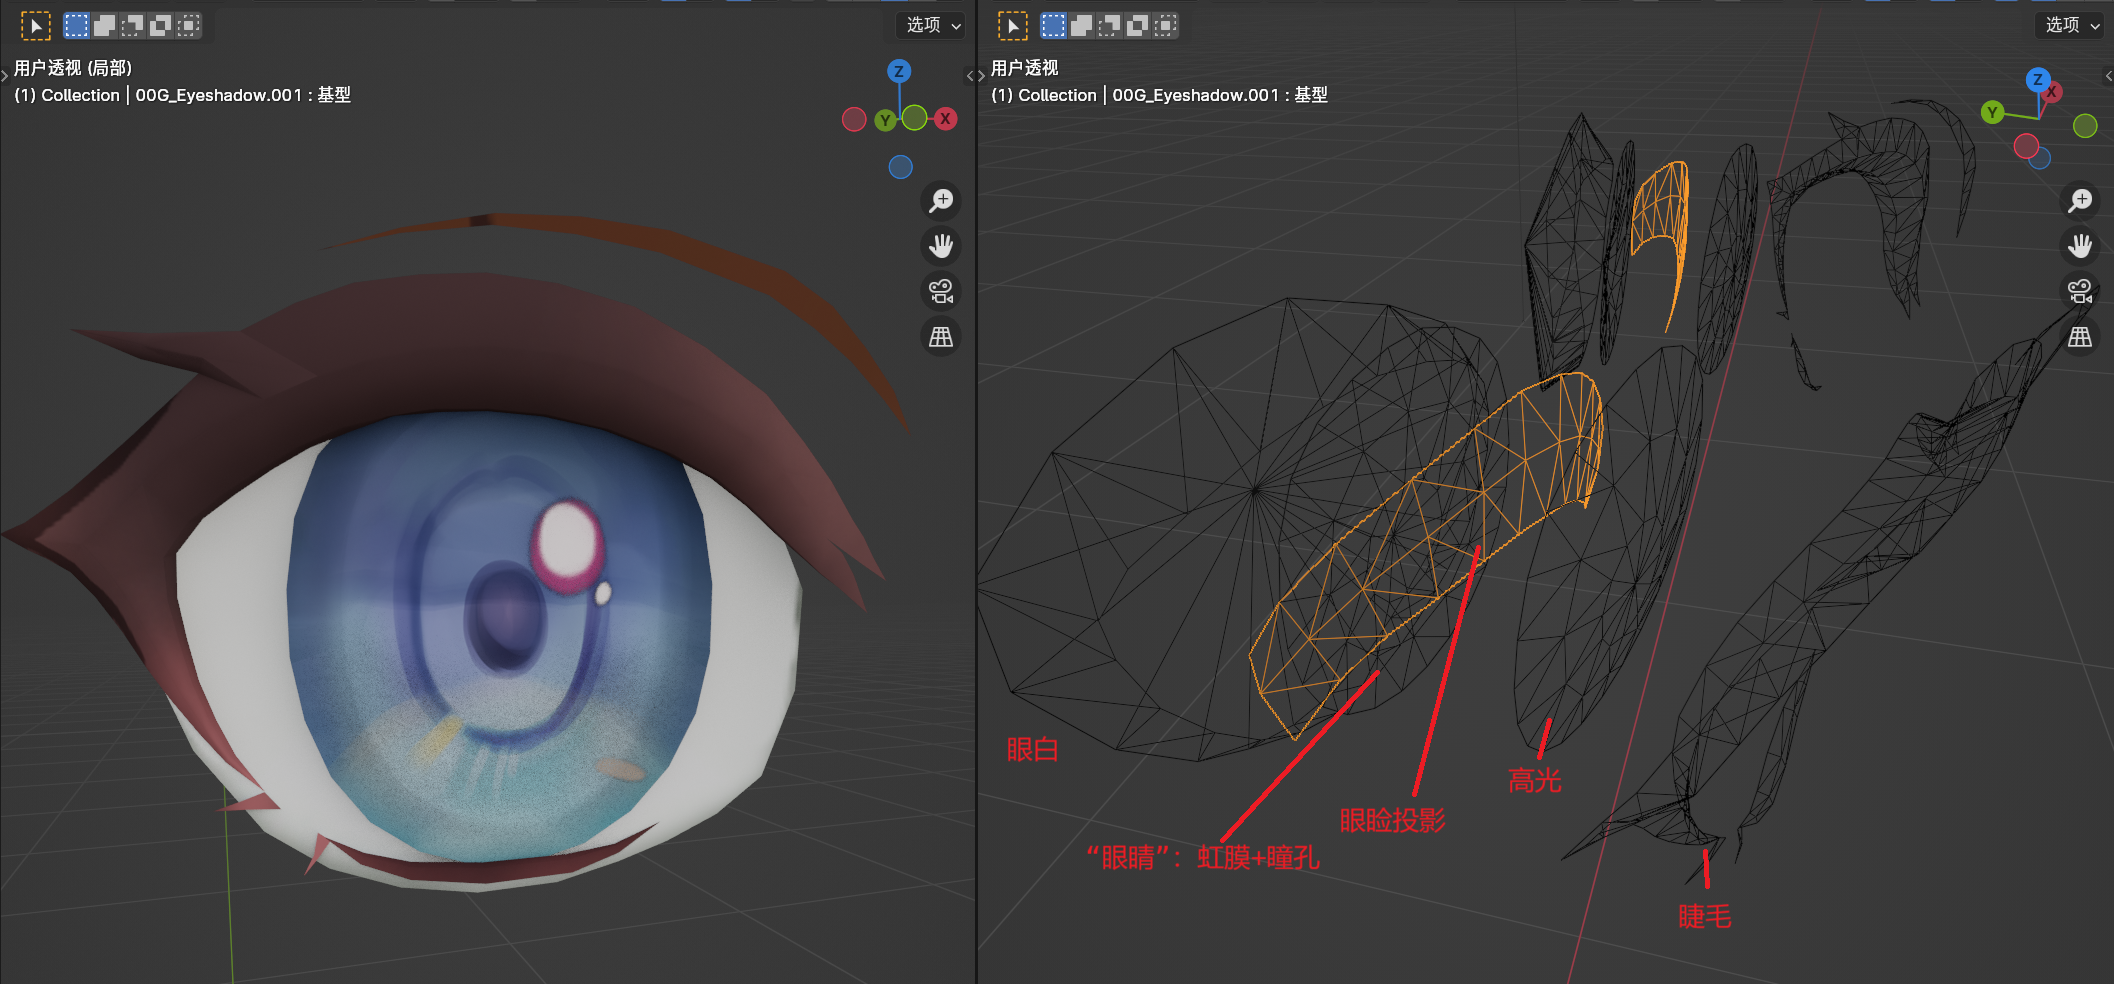 选项
用户透视 (局部)
(1) Collection | 00G_Eyeshadow.001 : 基型
Z
Y
X
选项
用户透视
(1) Collection | 00G_Eyeshadow.001 : 基型
Z
X
Y
眼白
高光
眼睑投影
“眼睛”：虹膜+瞳孔
睫毛